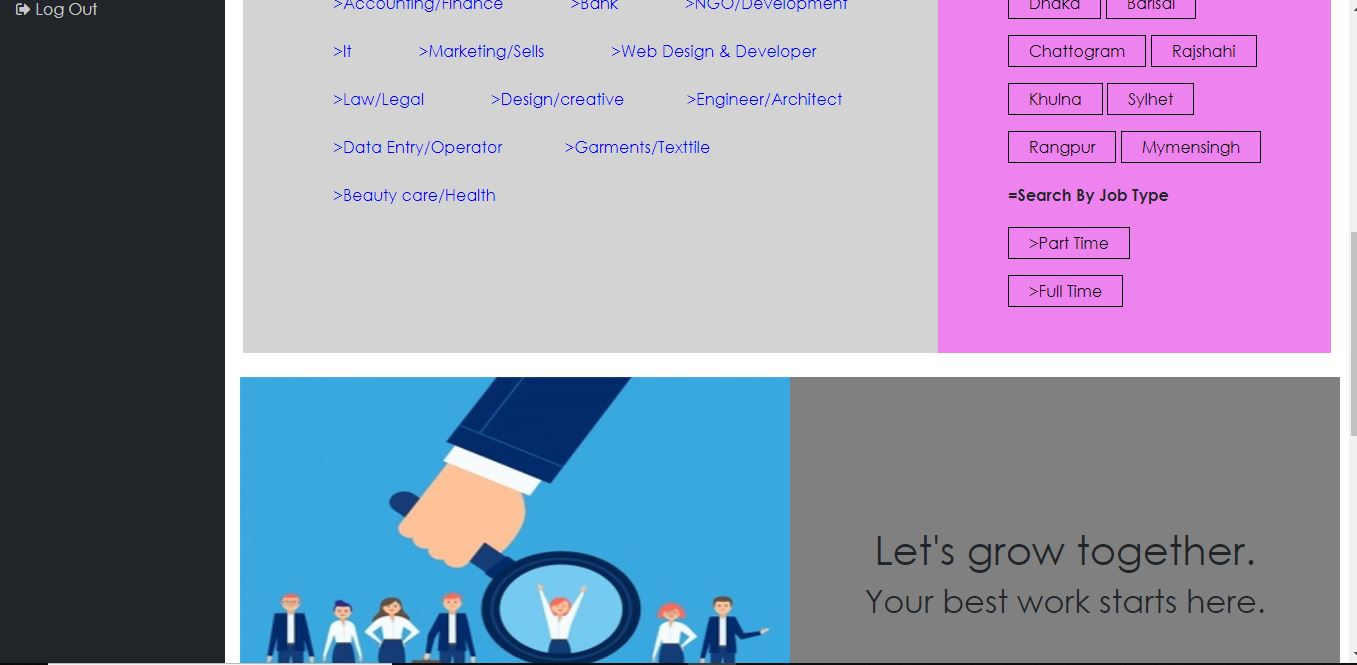 Log Out
>Accounting/Finance >Bank >NGO/Development
>It >Marketing/Sells >Web Design & Developer
>Law/Legal >Design/creative >Engineer/Architect
>Data Entry/Operator >Garments/Texttile
>Beauty care/Health
Dhaka Barisal
Chattogram Rajshahi
Khulna Sylhet
Rangpur Mymensingh
=Search By Job Type
>Part Time
>Full Time
Let's grow together.
Your best work starts here.